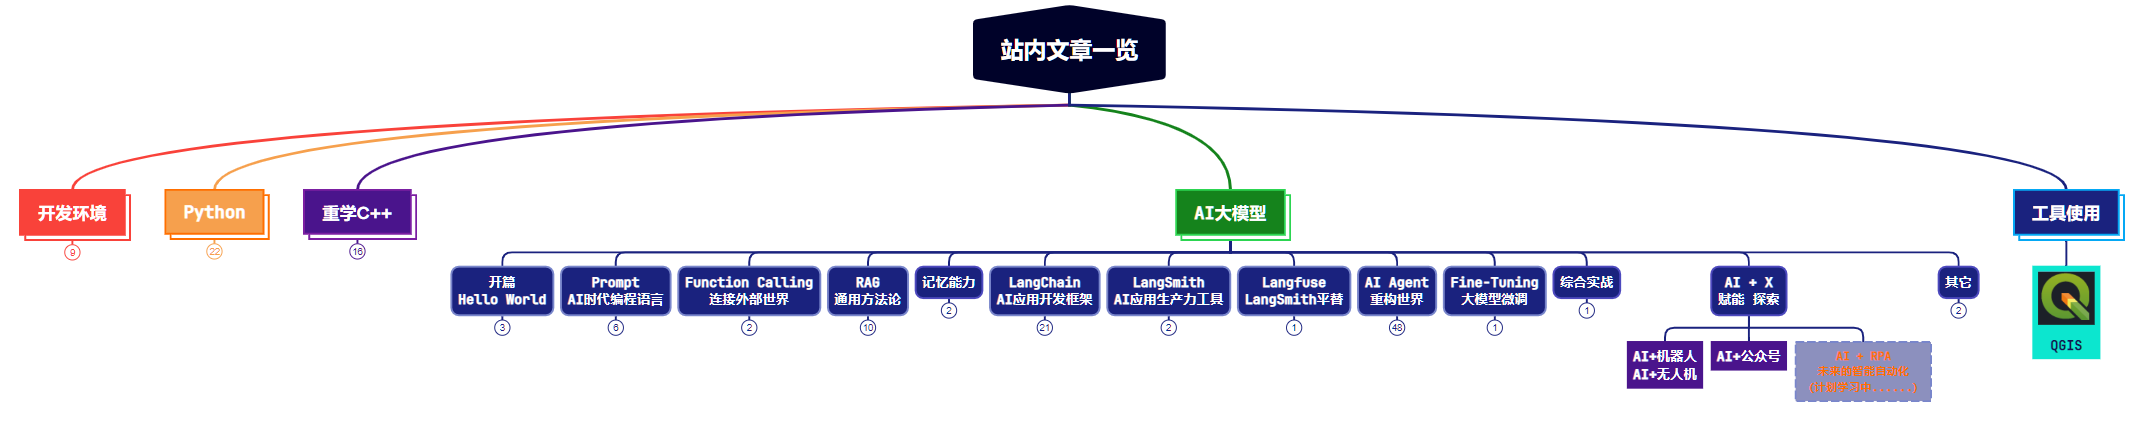 站内文章一览
开发环境
9
Python
22
重学C++
16
AI大模型
工具使用
开篇
Hello World
3
Prompt
AI时代编程语言
6
Function Calling
连接外部世界
2
RAG
通用方法论
10
记忆能力
2
LangChain
AI应用开发框架
21
LangSmith
AI应用生产力工具
2
Langfuse
LangSmith平替
1
AI Agent
重构世界
48
Fine-Tuning
大模型微调
1
综合实战
1
AI + X
赋能 探索
其它
2
QGIS
AI+机器人
AI+无人机
AI+公众号
AI + RPA
未来的智能自动化
(计划学习中......)